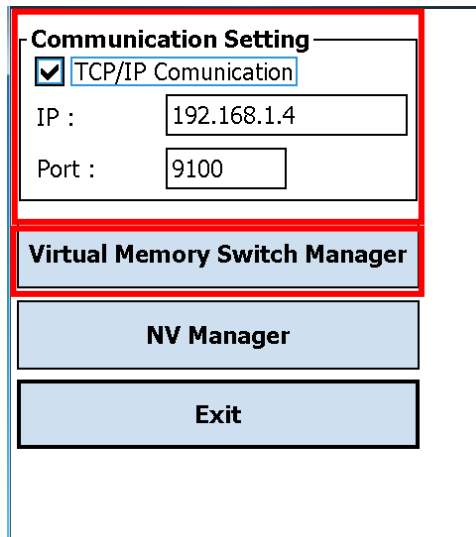 Communication Setting
TCP/IP Comunication
IP : 192.168.1.4
Port : 9100
Virtual Memory Switch Manager
NV Manager
Exit